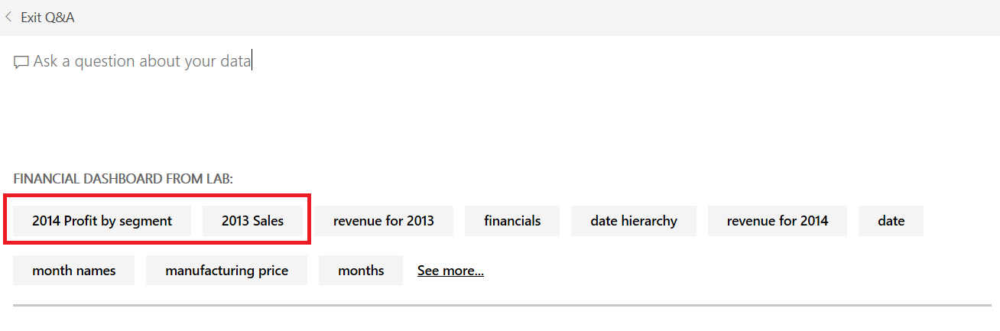 Exit Q&A
Ask a question about your data
FINANCIAL DASHBOARD FROM LAB:
2014 Profit by segment 2013 Sales revenue for 2013 financials date hierarchy revenue for 2014 date
month names manufacturing price months See more...